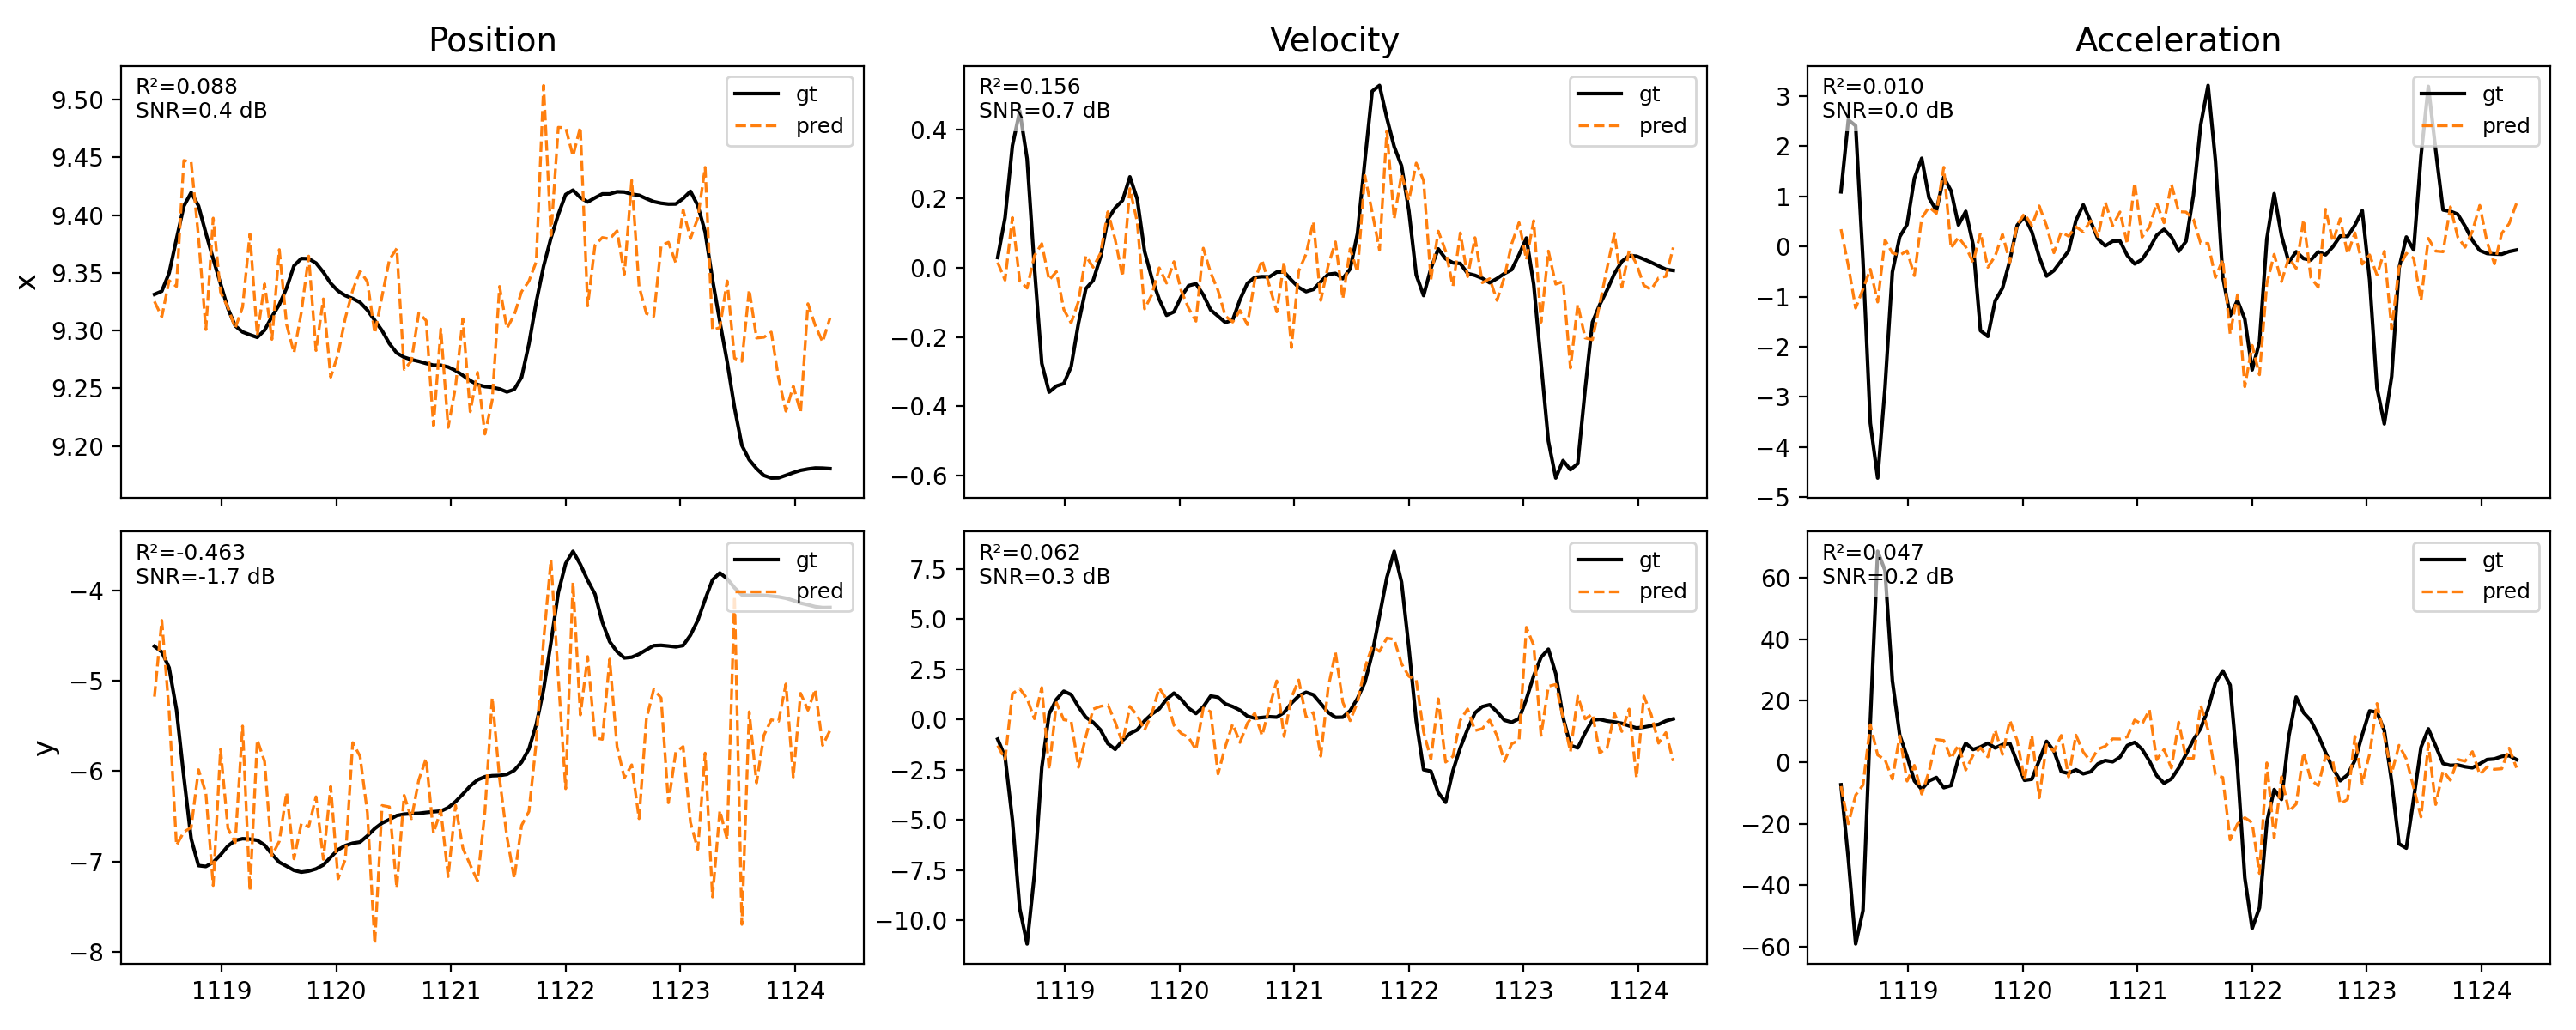 Position
Velocity
Acceleration
R²=0.088
SNR=0.4 dB
gt
pred
x
9.50
9.45
9.40
9.35
9.30
9.25
9.20
R²=0.156
SNR=0.7 dB
gt
pred
0.4
0.2
0.0
−0.2
−0.4
−0.6
R²=0.010
SNR=0.0 dB
gt
pred
3
2
1
0
−1
−2
−3
−4
−5
R²=-0.463
SNR=-1.7 dB
gt
pred
y
−4
−5
−6
−7
−8
1119 1120 1121 1122 1123 1124
R²=0.062
SNR=0.3 dB
gt
pred
7.5
5.0
2.5
0.0
−2.5
−5.0
−7.5
−10.0
1119 1120 1121 1122 1123 1124
R²=0.047
SNR=0.2 dB
gt
pred
60
40
20
0
−20
−40
−60
1119 1120 1121 1122 1123 1124